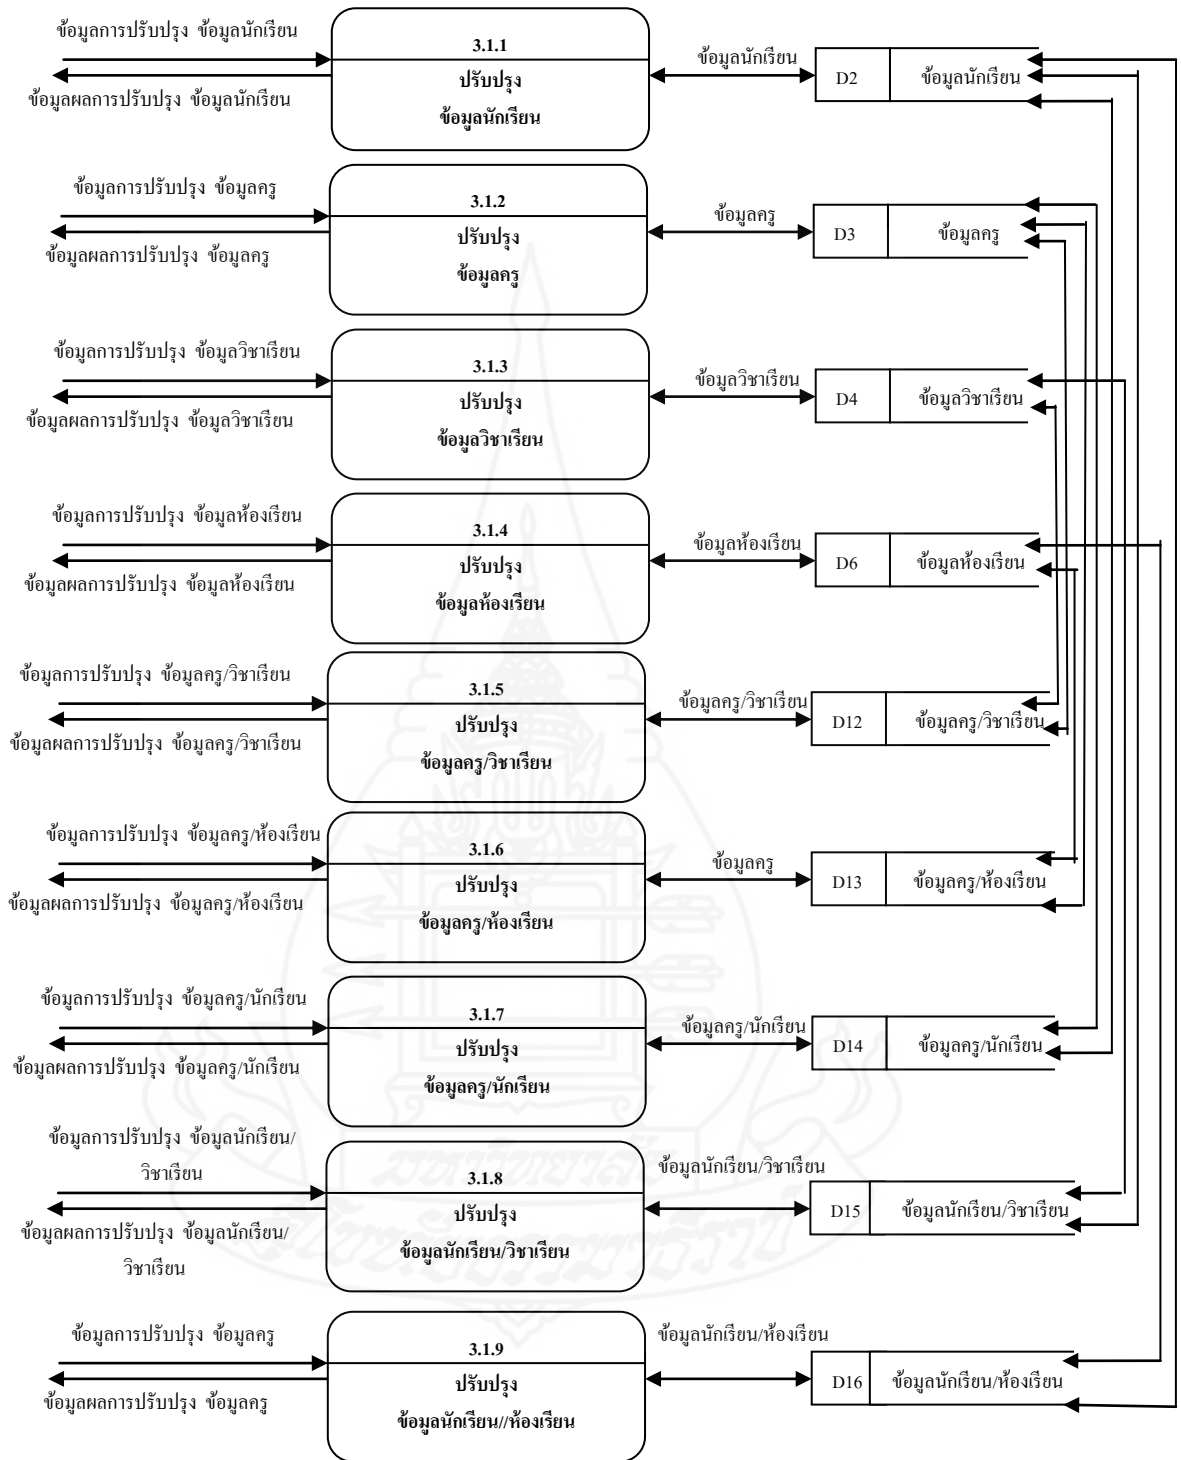 ข้อมูลการปรับปรุง ข้อมูลนักเรียน
ข้อมูลผลการปรับปรุง ข้อมูลนักเรียน
3.1.1
ปรับปรุง
ข้อมูลนักเรียน
ข้อมูลนักเรียน
D2
ข้อมูลนักเรียน
ข้อมูลการปรับปรุง ข้อมูลครู
ข้อมูลผลการปรับปรุง ข้อมูลครู
3.1.2
ปรับปรุง
ข้อมูลครู
ข้อมูลครู
D3
ข้อมูลครู
ข้อมูลการปรับปรุง ข้อมูลวิชาเรียน
ข้อมูลผลการปรับปรุง ข้อมูลวิชาเรียน
3.1.3
ปรับปรุง
ข้อมูลวิชาเรียน
ข้อมูลวิชาเรียน
D4
ข้อมูลวิชาเรียน
ข้อมูลการปรับปรุง ข้อมูลห้องเรียน
ข้อมูลผลการปรับปรุง ข้อมูลห้องเรียน
3.1.4
ปรับปรุง
ข้อมูลห้องเรียน
ข้อมูลห้องเรียน
D6
ข้อมูลห้องเรียน
ข้อมูลการปรับปรุง ข้อมูลครู/วิชาเรียน
ข้อมูลผลการปรับปรุง ข้อมูลครู/วิชาเรียน
3.1.5
ปรับปรุง
ข้อมูลครู/วิชาเรียน
ข้อมูลครู/วิชาเรียน
D12
ข้อมูลครู/วิชาเรียน
ข้อมูลการปรับปรุง ข้อมูลครู/ห้องเรียน
ข้อมูลผลการปรับปรุง ข้อมูลครู/ห้องเรียน
3.1.6
ปรับปรุง
ข้อมูลครู/ห้องเรียน
ข้อมูลครู
D13
ข้อมูลครู/ห้องเรียน
ข้อมูลการปรับปรุง ข้อมูลครู/นักเรียน
ข้อมูลผลการปรับปรุง ข้อมูลครู/นักเรียน
3.1.7
ปรับปรุง
ข้อมูลครู/นักเรียน
ข้อมูลครู/นักเรียน
D14
ข้อมูลครู/นักเรียน
ข้อมูลการปรับปรุง ข้อมูลนักเรียน/
วิชาเรียน
ข้อมูลผลการปรับปรุง ข้อมูลนักเรียน/
วิชาเรียน
3.1.8
ปรับปรุง
ข้อมูลนักเรียน/วิชาเรียน
ข้อมูลนักเรียน/วิชาเรียน
D15
ข้อมูลนักเรียน/วิชาเรียน
มหาวิทยาลัย
สุโขทัยธรรมาธิราช
ข้อมูลการปรับปรุง ข้อมูลครู
ข้อมูลผลการปรับปรุง ข้อมูลครู
3.1.9
ปรับปรุง
ข้อมูลนักเรียน//ห้องเรียน
ข้อมูลนักเรียน/ห้องเรียน
D16
ข้อมูลนักเรียน/ห้องเรียน